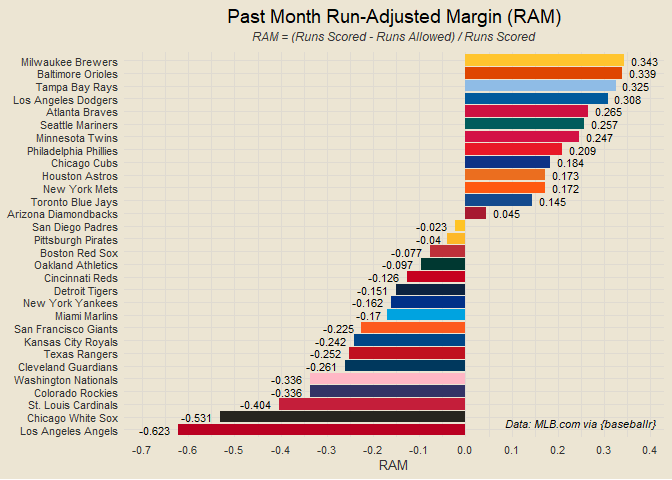 Past Month Run-Adjusted Margin (RAM)
RAM = (Runs Scored - Runs Allowed) / Runs Scored
Milwaukee Brewers 0.343
Baltimore Orioles 0.339
Tampa Bay Rays 0.325
Los Angeles Dodgers 0.308
Atlanta Braves 0.265
Seattle Mariners 0.257
Minnesota Twins 0.247
Philadelphia Phillies 0.209
Chicago Cubs 0.184
Houston Astros 0.173
New York Mets 0.172
Toronto Blue Jays 0.145
Arizona Diamondbacks 0.045
San Diego Padres -0.023
Pittsburgh Pirates -0.04
Boston Red Sox -0.077
Oakland Athletics -0.097
Cincinnati Reds -0.126
Detroit Tigers -0.151
New York Yankees -0.162
Miami Marlins -0.17
San Francisco Giants -0.225
Kansas City Royals -0.242
Texas Rangers -0.252
Cleveland Guardians -0.261
Washington Nationals -0.336
Colorado Rockies -0.336
St. Louis Cardinals -0.404
Chicago White Sox -0.531
Los Angeles Angels -0.623
Data: MLB.com via {baseballr}
-0.7 -0.6 -0.5 -0.4 -0.3 -0.2 -0.1 0.0 0.1 0.2 0.3 0.4
RAM